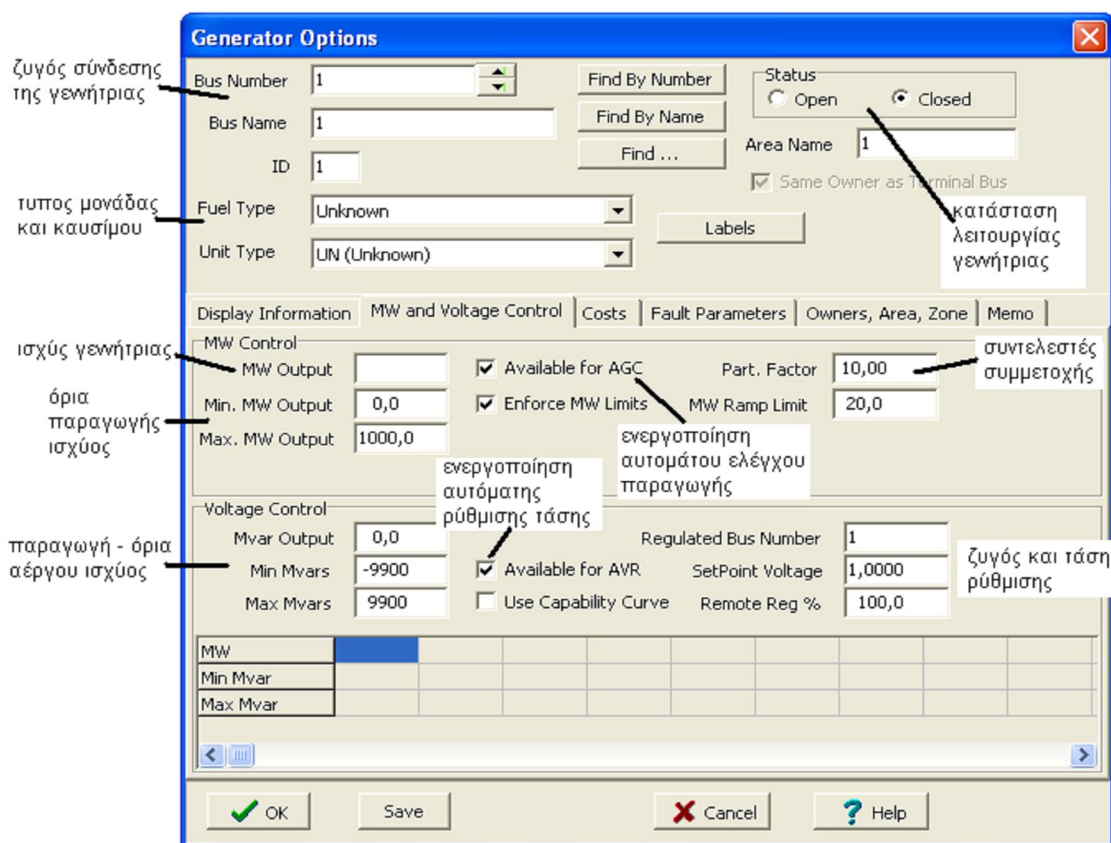 Generator Options
ζυγός σύνδεσης
της γεννήτριας
Bus Number 1 Find By Number
Status
Open Closed
Bus Name 1 Find By Name
ID 1 Find ...
Area Name 1
Same Owner as Terminal Bus
τυπος μονάδας
και καυσίμου
Fuel Type Unknown
Labels
Unit Type UN (Unknown)
κατάσταση
λειτουργίας
γεννήτριας
Display Information MW and Voltage Control Costs Fault Parameters Owners, Area, Zone Memo
MW Control
ισχύς γεννήτριας
MW Output Available for AGC Part. Factor 10,00
συντελεστές
συμμετοχής
όρια
παραγωγής
ισχύος
Min. MW Output 0,0 Enforce MW Limits MW Ramp Limit 20,0
Max. MW Output 1000,0
ενεργοποίηση
αυτομάτου ελέγχου
παραγωγής
ενεργοποίηση
αυτόματης
ρύθμισης τάσης
Voltage Control
παραγωγή - όρια
αέργου ισχύος
Mvar Output 0,0 Regulated Bus Number 1
Min Mvars -9900 Available for AVR SetPoint Voltage 1,0000
Max Mvars 9900 Use Capability Curve Remote Reg % 100,0
ζυγός και τάση
ρύθμισης
MW
Min Mvar
Max Mvar
OK Save Cancel Help